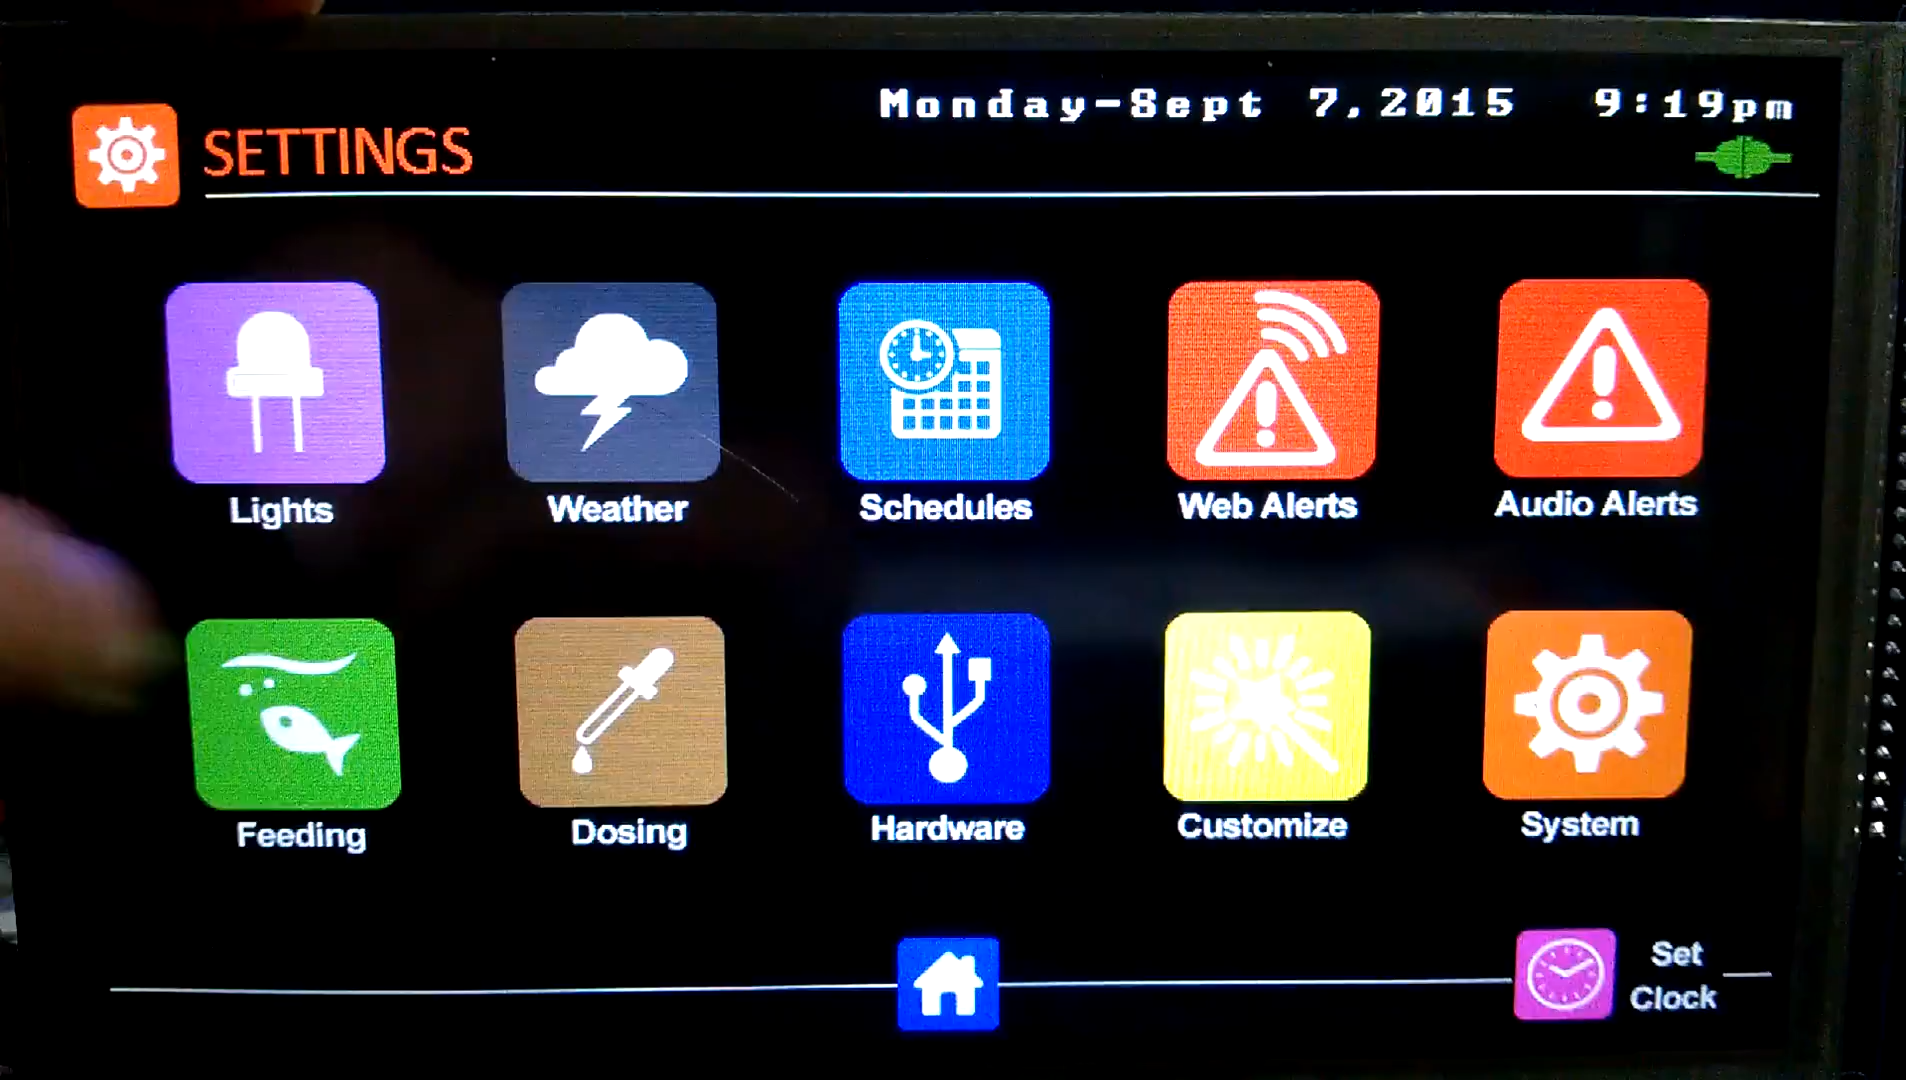 Monday-Sept 7,2015 9:19pm
SETTINGS
Lights Weather Schedules Web Alerts Audio Alerts
Feeding Dosing Hardware Customize System
Set
Clock